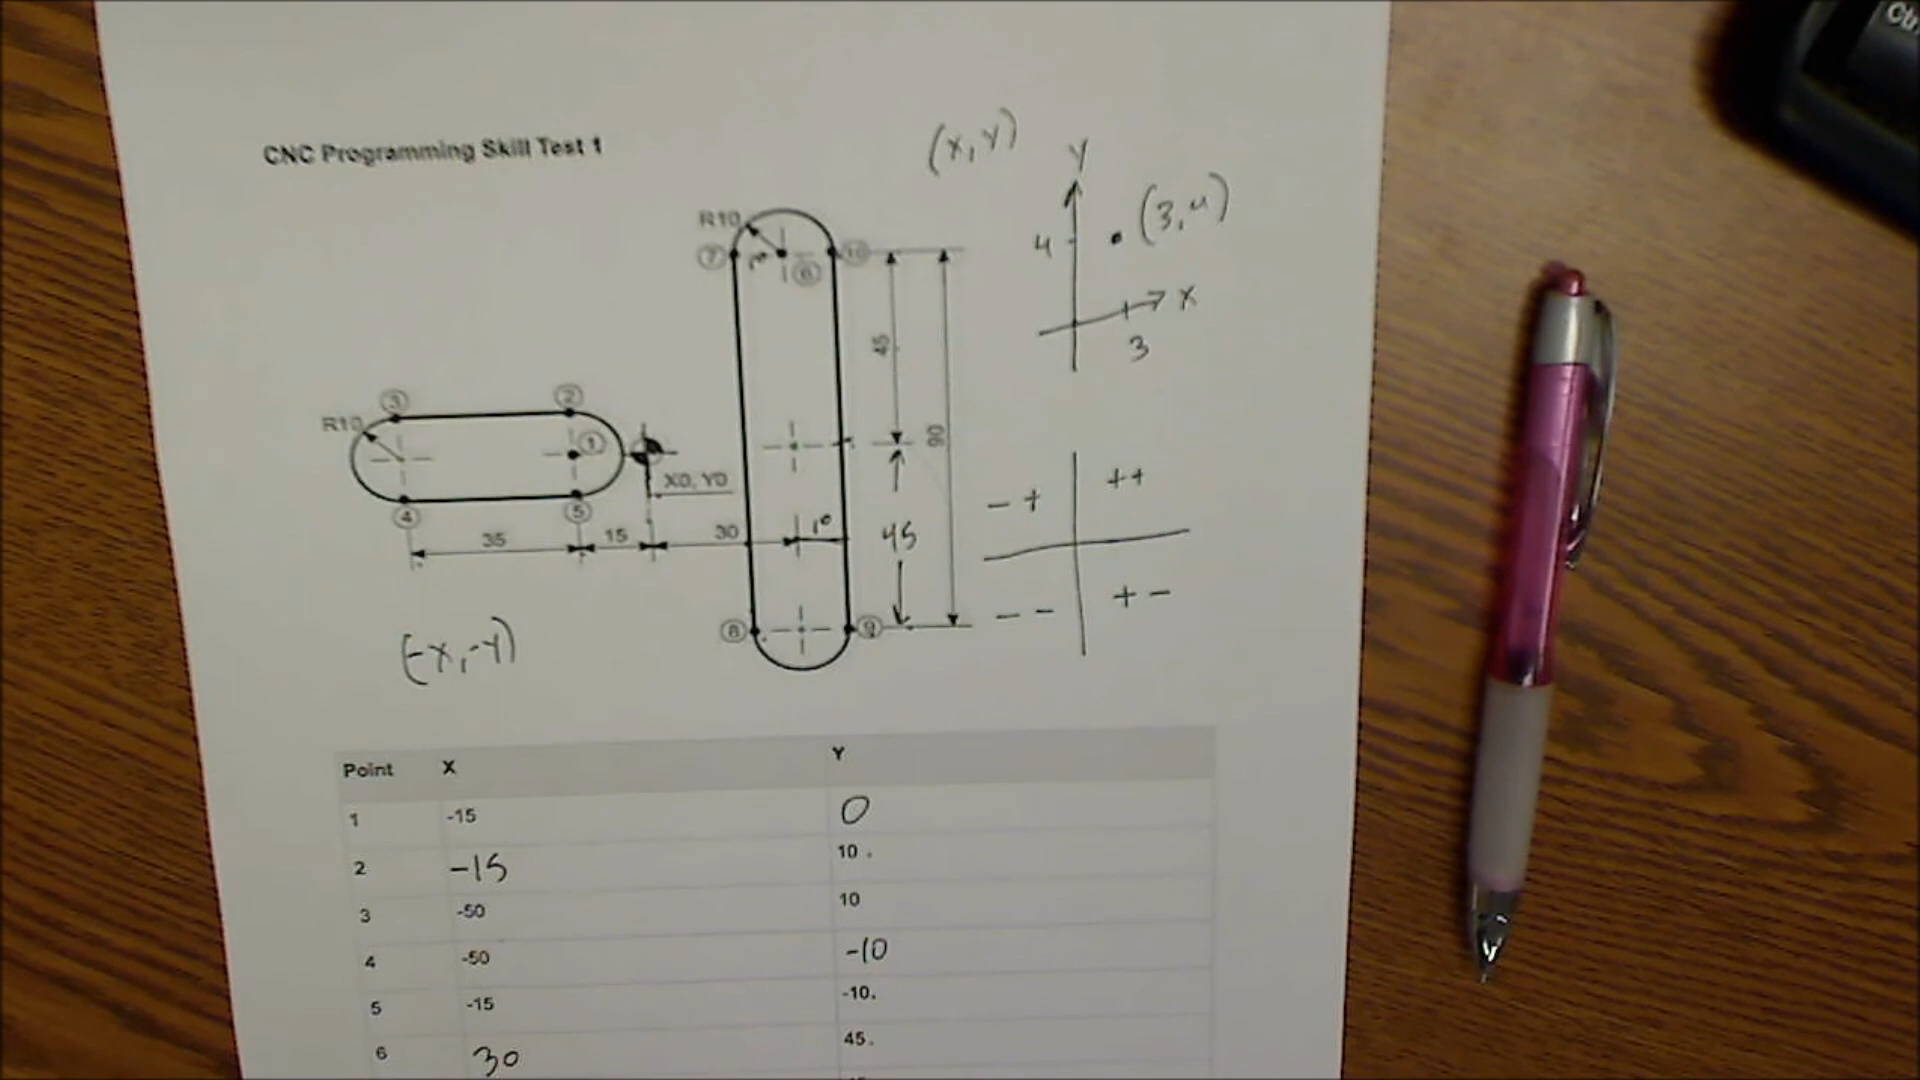 Ctrl
CNC Programming Skill Test 1
(X,Y)
Y
(3,4)
4
X
3
R10
7
10
6
10
45
90
3
2
R10
1
X0, Y0
4
5
35
15
30
10
45
- +
++
- -
+ -
8
9
(-X,-Y)
Point X Y
1 -15 0
2 -15 10 .
3 -50 10
4 -50 -10
5 -15 -10.
6 30 45.